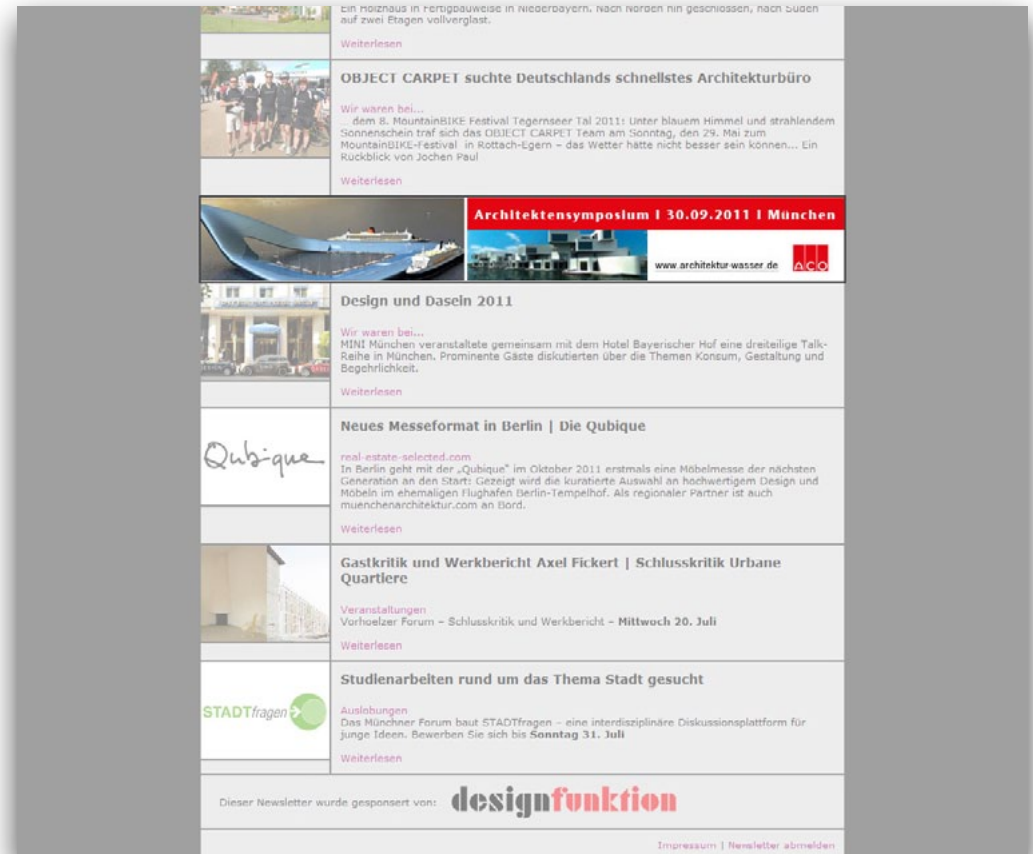 Ein Holzhaus in Fertigbauweise in Niederbayern. Nach Norden hin geschlossen, nach Süden
auf zwei Etagen vollverglast.
Weiterlesen
OBJECT CARPET suchte Deutschlands schnellstes Architekturbüro
Wir waren bei...
... dem 8. MountainBIKE Festival Tegernseer Tal 2011: Unter blauem Himmel und strahlendem
Sonnenschein traf sich das OBJECT CARPET Team am Sonntag, den 29. Mai zum
MountainBIKE-Festival in Rottach-Egern – das Wetter hätte nicht besser sein können... Ein
Rückblick von Jochen Paul
Weiterlesen
Architektensymposium I 30.09.2011 I München
www.architektur-wasser.de
ACO
Design und Dasein 2011
Wir waren bei...
MINI München veranstaltete gemeinsam mit dem Hotel Bayerischer Hof eine dreiteilige Talk-
Reihe in München. Prominente Gäste diskutierten über die Themen Konsum, Gestaltung und
Begehrlichkeit.
Weiterlesen
Qubique
Neues Messeformat in Berlin | Die Qubique
real-estate-selected.com
In Berlin geht mit der „Qubique" im Oktober 2011 erstmals eine Möbelmesse der nächsten
Generation an den Start: Gezeigt wird die kuratierte Auswahl an hochwertigem Design und
Möbeln im ehemaligen Flughafen Berlin-Tempelhof. Als regionaler Partner ist auch
muenchenarchitektur.com an Bord.
Weiterlesen
Gastkritik und Werkbericht Axel Fickert | Schlusskritik Urbane
Quartiere
Veranstaltungen
Vorhoelzer Forum – Schlusskritik und Werkbericht – Mittwoch 20. Juli
Weiterlesen
STADTfragen
Studienarbeiten rund um das Thema Stadt gesucht
Auslobungen
Das Münchner Forum baut STADTfragen – eine interdisziplinäre Diskussionsplattform für
junge Ideen. Bewerben Sie sich bis Sonntag 31. Juli
Weiterlesen
Dieser Newsletter wurde gesponsert von: designfunktion
Impressum | Newsletter abmelden